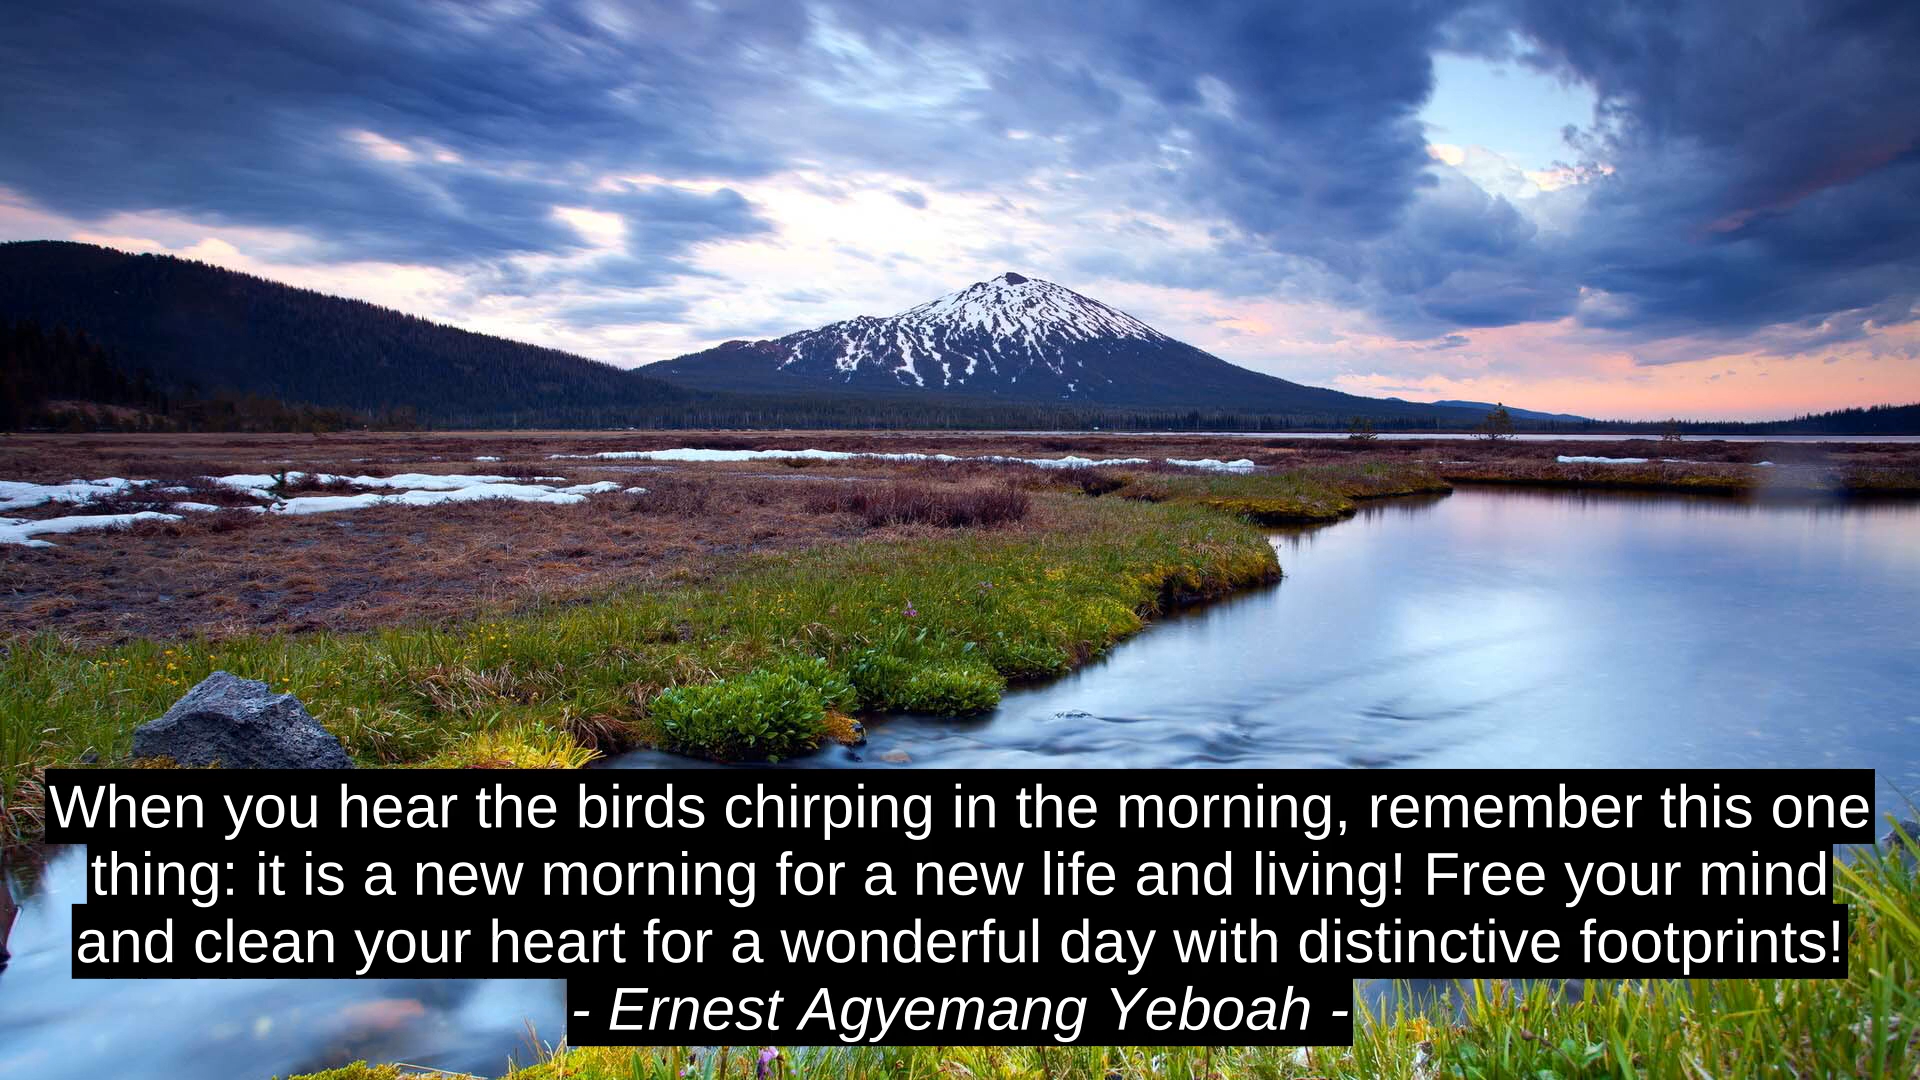 When you hear the birds chirping in the morning, remember this one
thing: it is a new morning for a new life and living! Free your mind
and clean your heart for a wonderful day with distinctive footprints!
- Ernest Agyemang Yeboah -